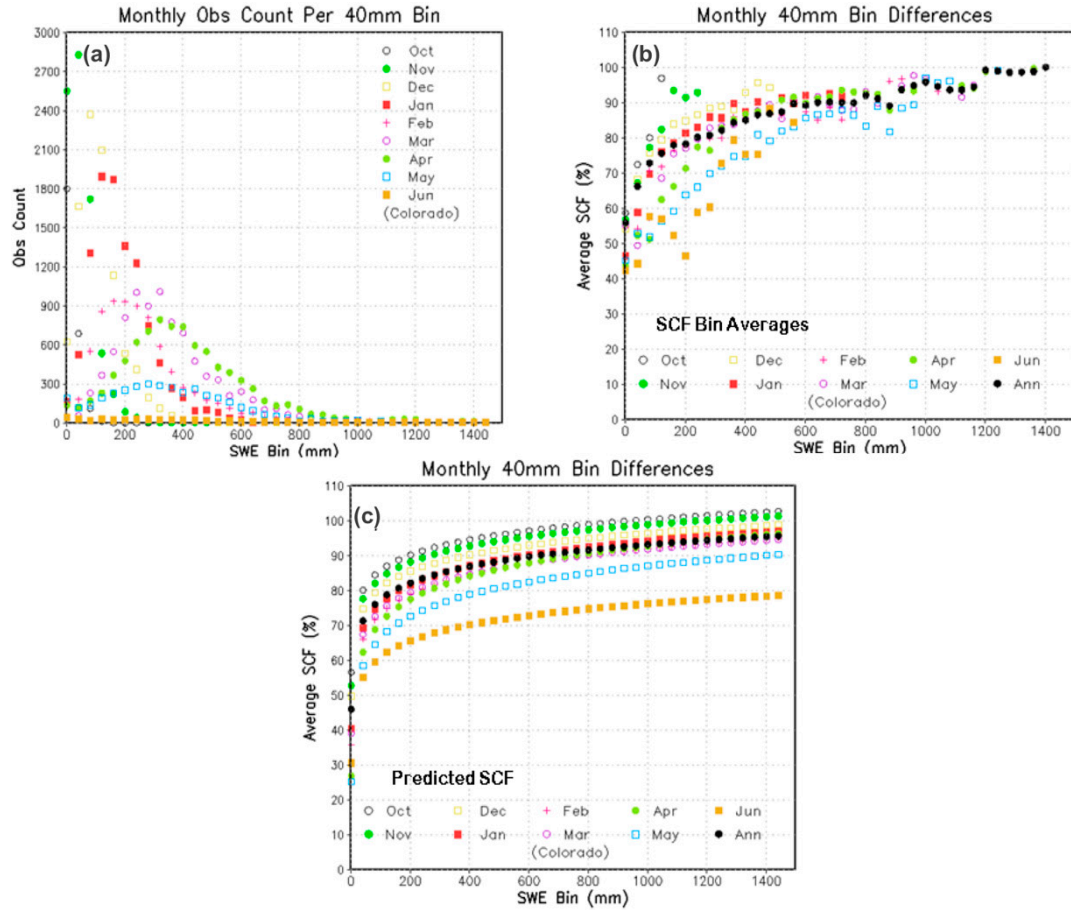 Monthly Obs Count Per 40mm Bin
(a)
3000
2700
2400
2100
1800
1500
1200
900
600
300
0
Obs Count
Oct
Nov
Dec
Jan
Feb
Mar
Apr
May
Jun
(Colorado)
0 200 400 600 800 1000 1200 1400
SWE Bin (mm)
Monthly 40mm Bin Differences
(b)
110
100
90
80
70
60
50
40
30
20
10
0
Average SCF (%)
SCF Bin Averages
Oct Dec Feb Apr Jun
Nov Jan Mar May Ann
(Colorado)
0 200 400 600 800 1000 1200 1400
SWE Bin (mm)
Monthly 40mm Bin Differences
(c)
110
100
90
80
70
60
50
40
30
20
10
0
Average SCF (%)
Predicted SCF
Oct Dec Feb Apr Jun
Nov Jan Mar May Ann
(Colorado)
0 200 400 600 800 1000 1200 1400
SWE Bin (mm)